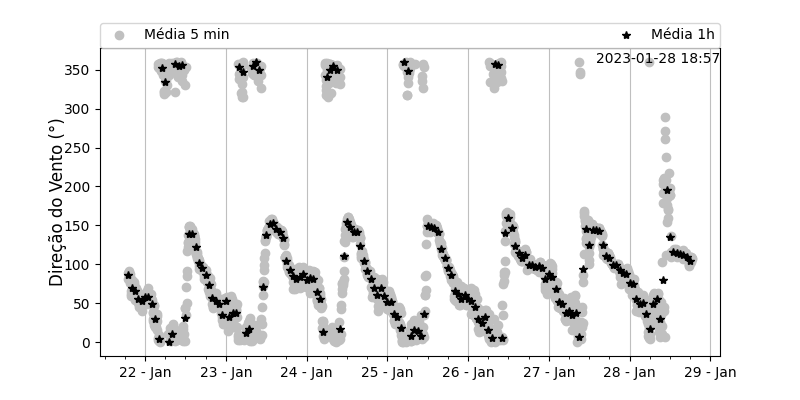 Média 5 min
Média 1h
2023-01-28 18:57
Direção do Vento (°)
350
300
250
200
150
100
50
0
22 - Jan
23 - Jan
24 - Jan
25 - Jan
26 - Jan
27 - Jan
28 - Jan
29 - Jan